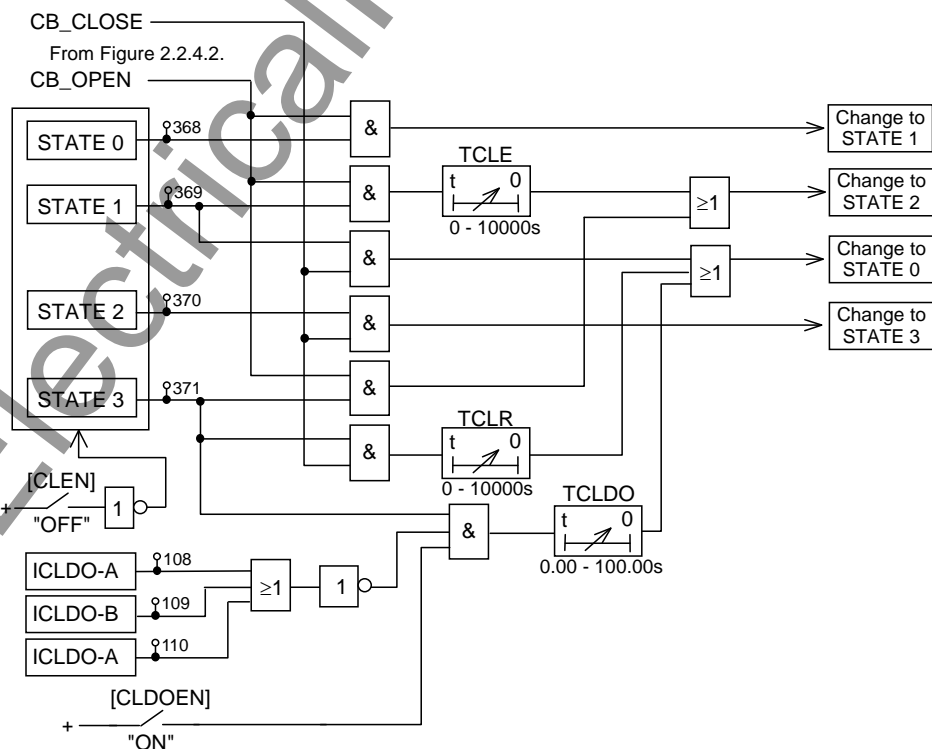 CB_CLOSE
From Figure 2.2.4.2.
CB_OPEN
STATE 0
368
&
Change to
STATE 1
STATE 1
369
&
TCLE
t 0
0 - 10000s
≥1
Change to
STATE 2
&
≥1
Change to
STATE 0
STATE 2
370
&
Change to
STATE 3
STATE 3
371
&
&
TCLR
t 0
0 - 10000s
[CLEN]
+
"OFF"
1
&
TCLDO
t 0
0.00 - 100.00s
ICLDO-A
108
ICLDO-B
109
ICLDO-A
110
≥1
1
[CLDOEN]
+
"ON"
Electrical